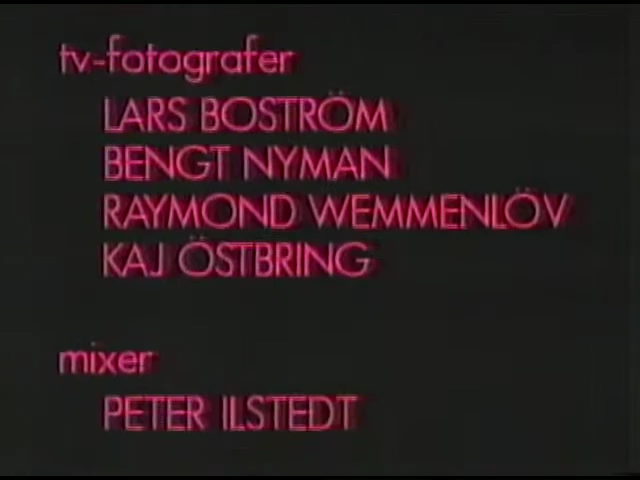 tv-fotografer
LARS BOSTRÖM
BENGT NYMAN
RAYMOND WEMMENLÖV
KAJ ÖSTBRING
mixer
PETER ILSTEDT